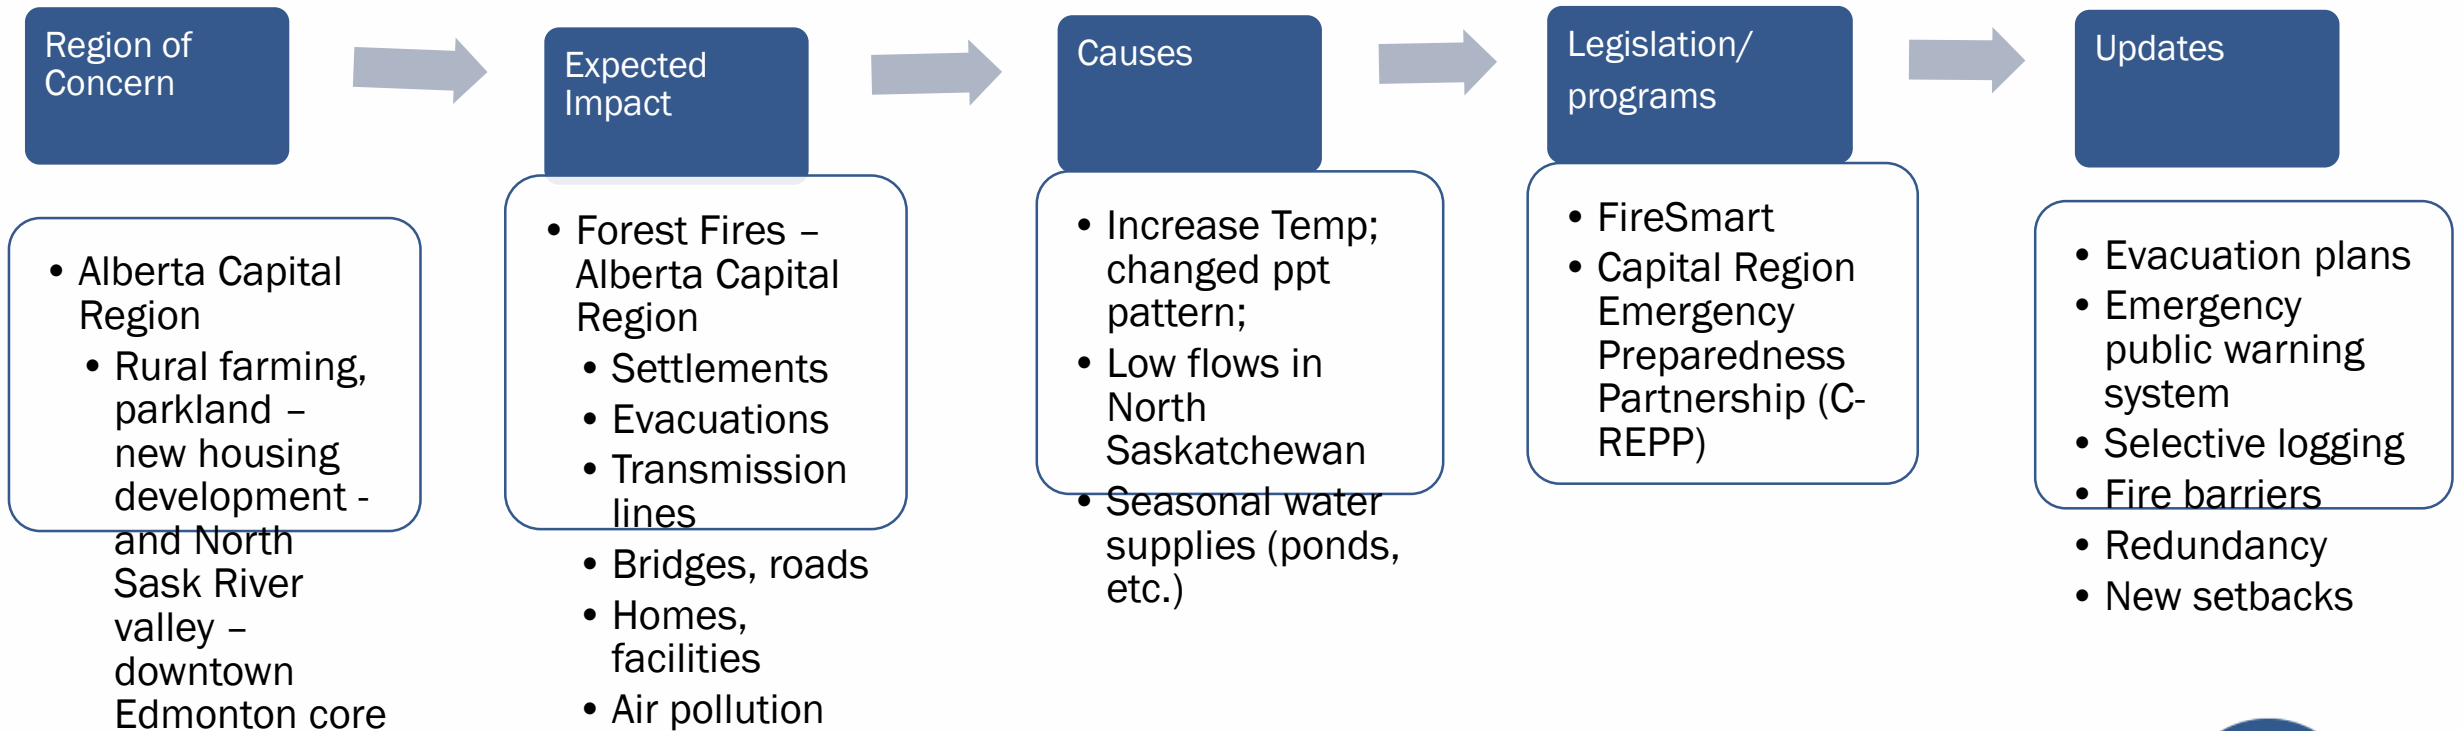 Region of
Concern
• Alberta Capital
Region
• Rural farming,
parkland –
new housing
development -
and North
Sask River
valley –
downtown
Edmonton core
Expected
Impact
• Forest Fires –
Alberta Capital
Region
• Settlements
• Evacuations
• Transmission
lines
• Bridges, roads
• Homes,
facilities
• Air pollution
Causes
• Increase Temp;
changed ppt
pattern;
• Low flows in
North
Saskatchewan
• Seasonal water
supplies (ponds,
etc.)
Legislation/
programs
• FireSmart
• Capital Region
Emergency
Preparedness
Partnership (C-
REPP)
Updates
• Evacuation plans
• Emergency
public warning
system
• Selective logging
• Fire barriers
• Redundancy
• New setbacks